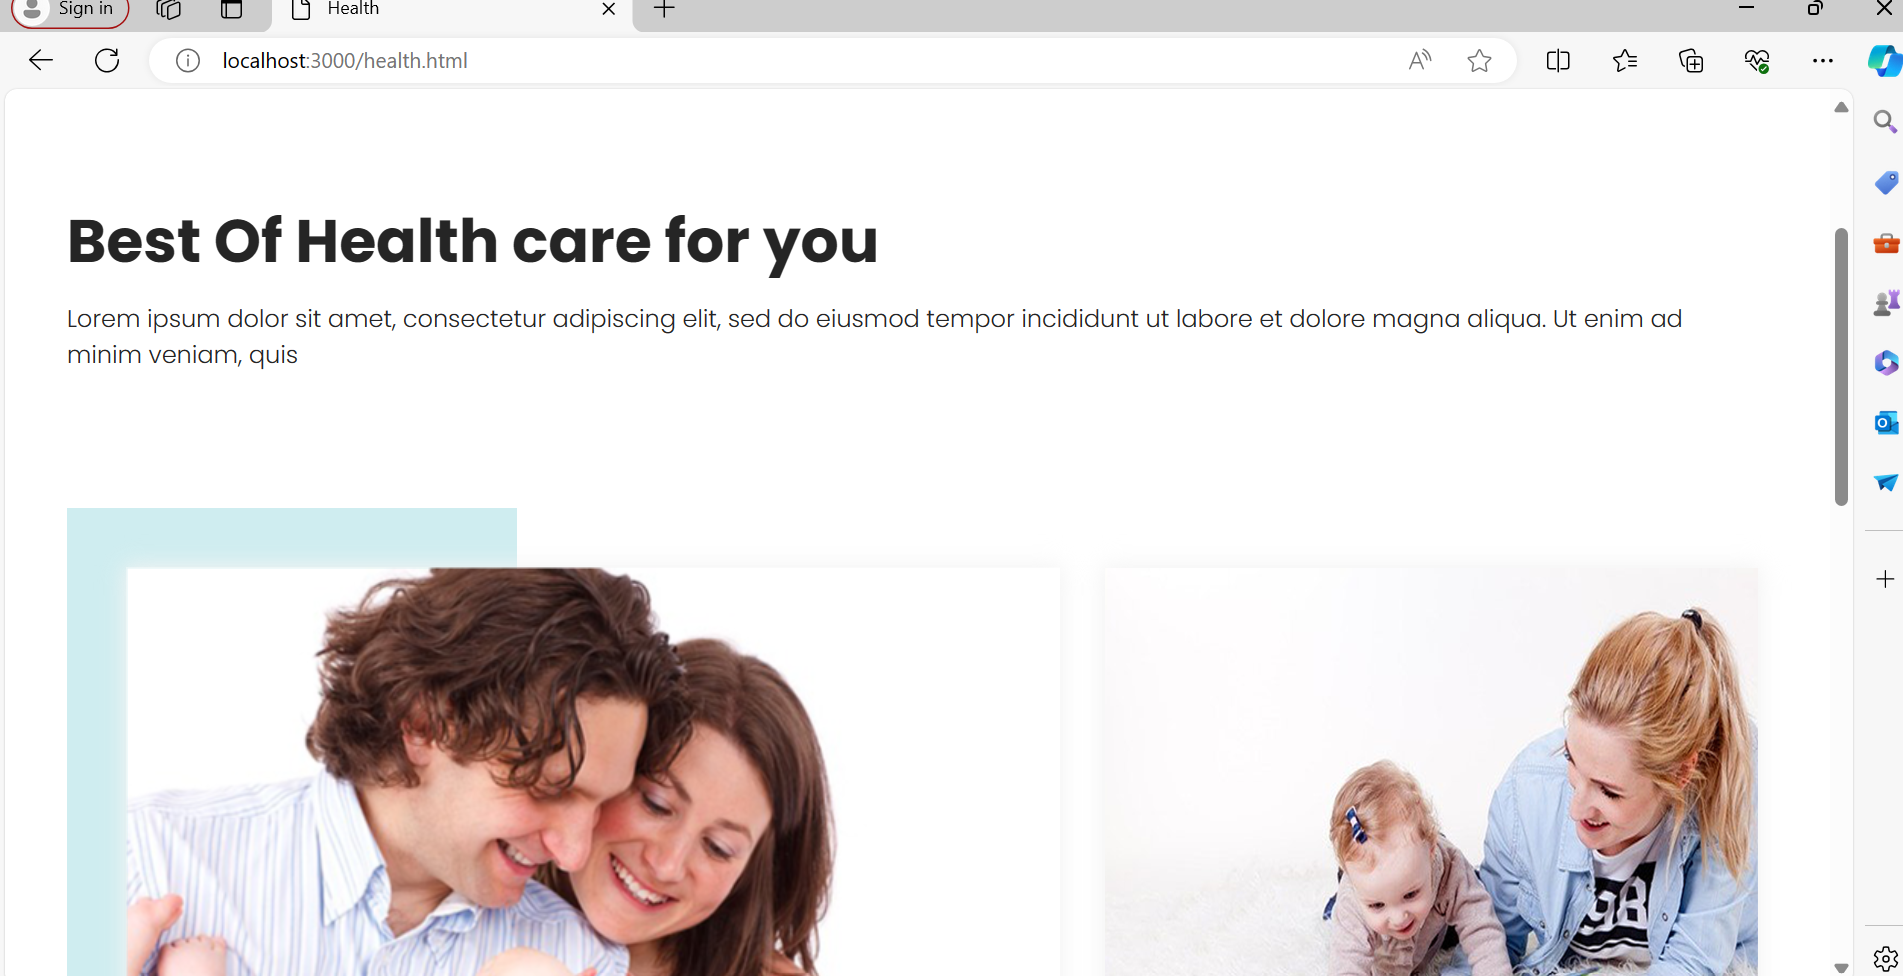 Sign in
Health
localhost:3000/health.html
Best Of Health care for you
Lorem ipsum dolor sit amet, consectetur adipiscing elit, sed do eiusmod tempor incididunt ut labore et dolore magna aliqua. Ut enim ad
minim veniam, quis